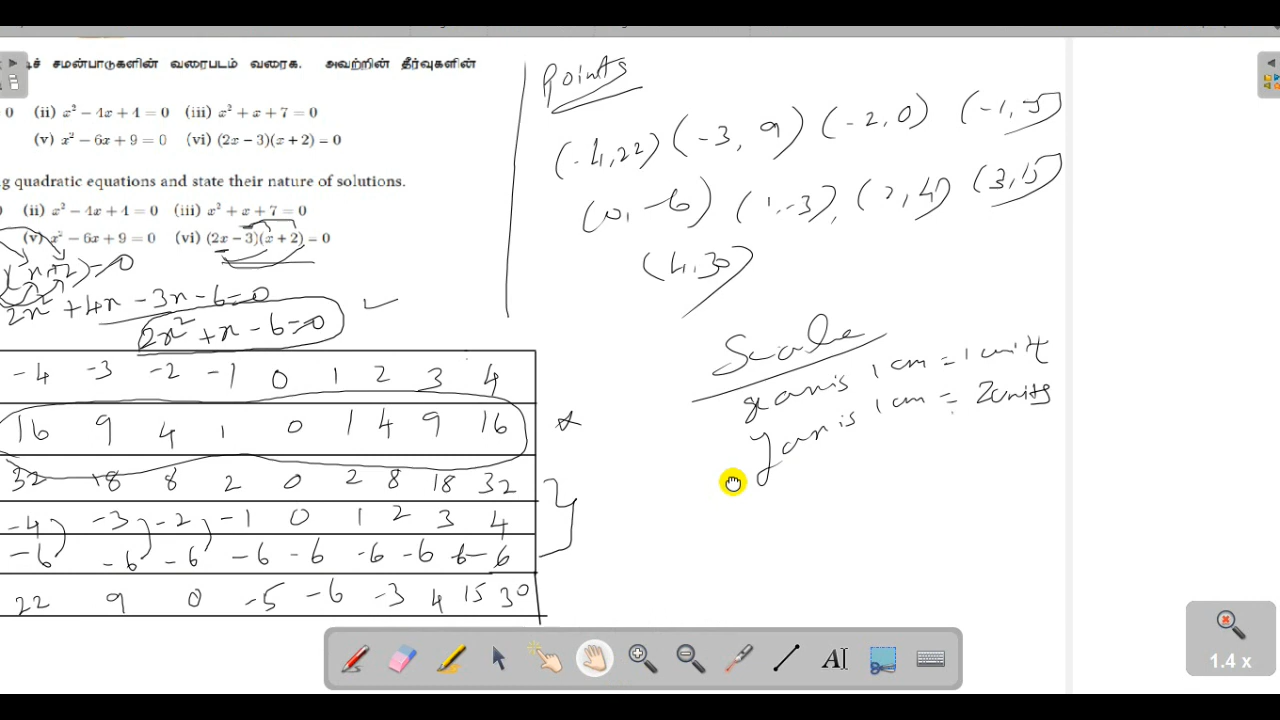 டிச் சமன்பாடுகளின் வரைபடம் வரைக. அவற்றின் தீர்வுகளின்
= 0 (ii) x² − 4x + 4 = 0 (iii) x² + x + 7 = 0
(v) x² − 6x + 9 = 0 (vi) (2x − 3)(x + 2) = 0
g quadratic equations and state their nature of solutions.
0 (ii) x² − 4x + 4 = 0 (iii) x² + x + 7 = 0
(v) x² − 6x + 9 = 0 (vi) (2x − 3)(x + 2) = 0
(x+2)=0
2x² +4x -3x -6=0
2x² +x -6=0
-4 -3 -2 -1 0 1 2 3 4
16 9 4 1 0 1 4 9 16
32 18 8 2 0 2 8 18 32
-4 -3 -2 -1 0 1 2 3 4
-6 -6 -6 -6 -6 -6 -6 -6 -6
22 9 0 -5 -6 -3 4 15 30
Points
(-4,22) (-3,9) (-2,0) (-1,-5)
(0,-6) (1,-3), (2,4) (3,15)
(4,30)
Scale
x axis 1 cm = 1 unit
y axis 1 cm = 2 units
AI
1.4 x